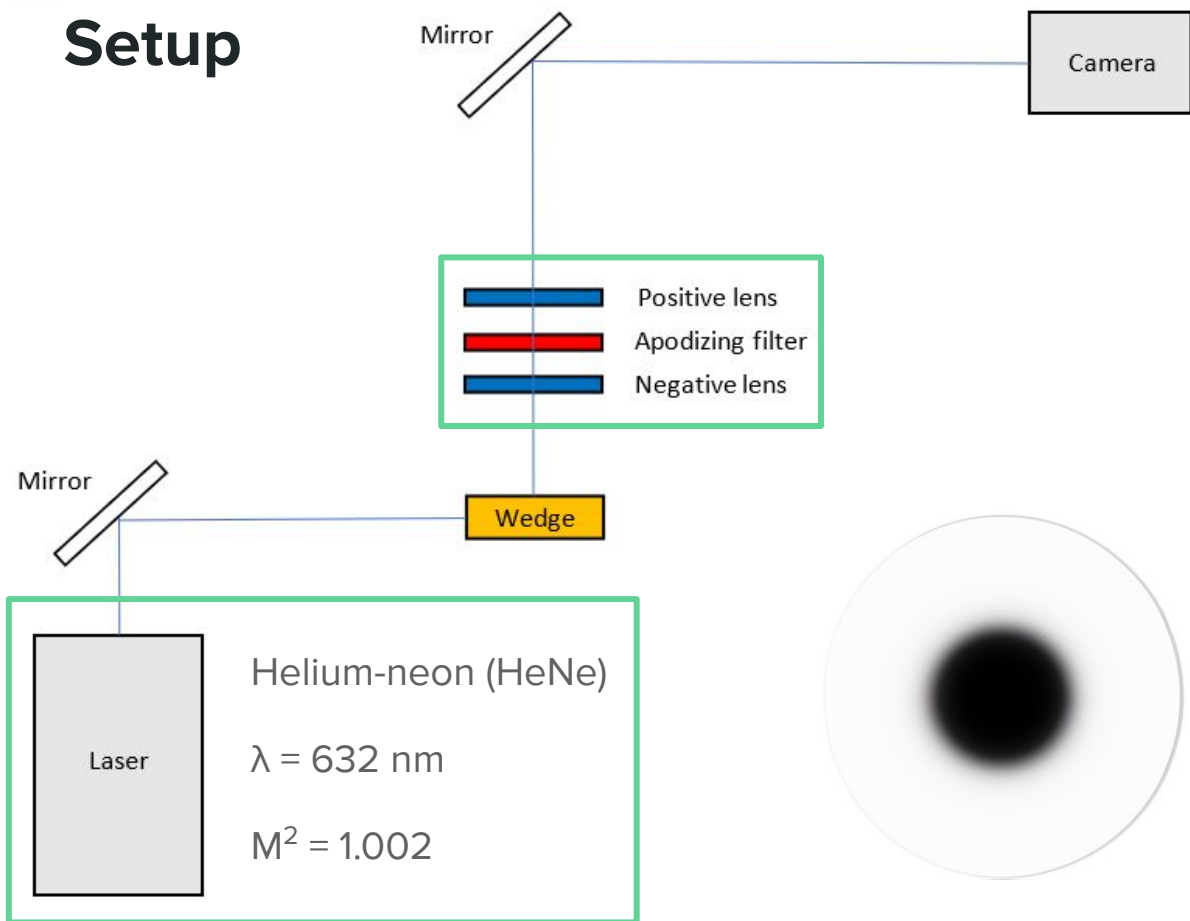 Setup
Mirror
Camera
Positive lens
Apodizing filter
Negative lens
Mirror
Wedge
Laser
Helium-neon (HeNe)
λ = 632 nm
M² = 1.002